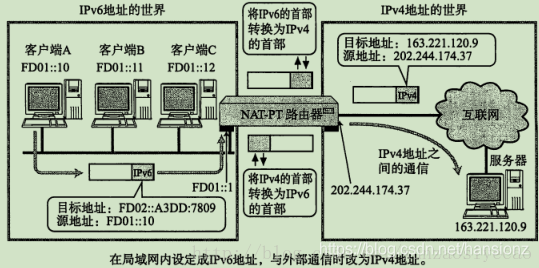 IPv6地址的世界
IPv4地址的世界
客户端A
FD01::10
客户端B
FD01::11
客户端C
FD01::12
将IPv6的首部
转换为IPv4
的首部
目标地址:163.221.120.9
源地址:202.244.174.37
IPv4
NAT-PT 路由器
互联网
IPv6
FD01::1
目标地址:FD02::A3DD:7809
源地址:FD01::10
将IPv4的首部
转换为IPv6
的首部
IPv4地址之
间的通信
202.244.174.37
服务器
163.221.120.9
https://blog.csdn.net/nansionz
在局域网内设定成IPv6地址，与外部通信时改为IPv4地址。